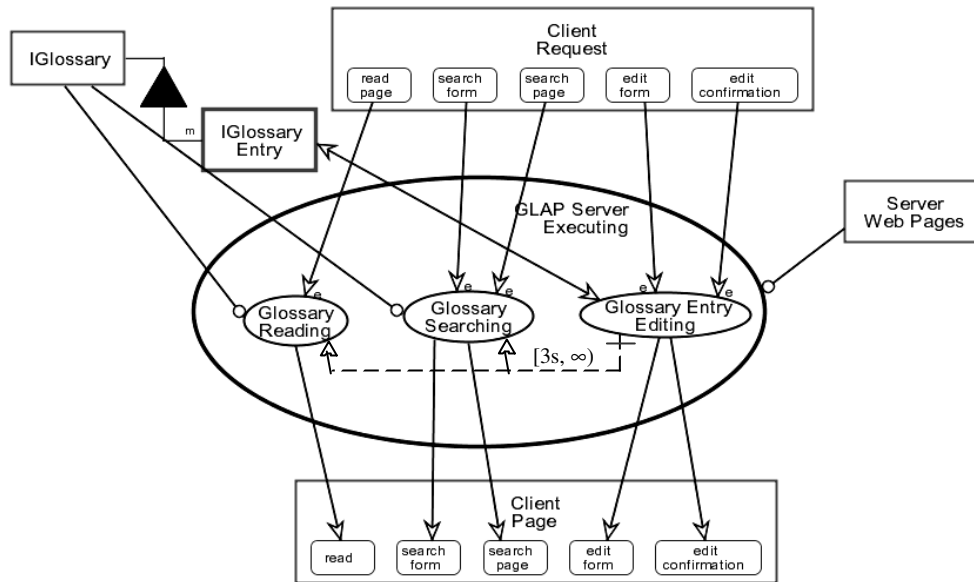 Client
Request
read
page
search
form
search
page
edit
form
edit
confirmation
IGlossary
m
IGlossary
Entry
GLAP Server
Executing
Server
Web Pages
e
e
e
e
e
Glossary
Reading
Glossary
Searching
Glossary Entry
Editing
[3s, ∞)
Client
Page
read
search
form
search
page
edit
form
edit
confirmation